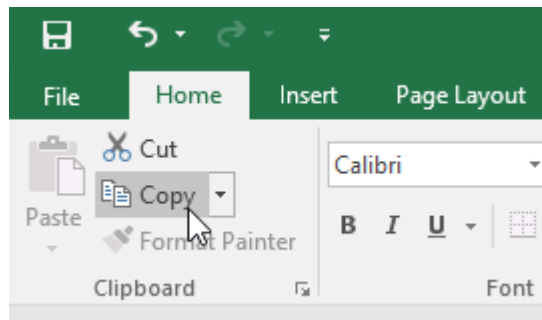 File Home Insert Page Layout
Cut
Calibri
Copy
Paste
B I U
Format Painter
Clipboard Font